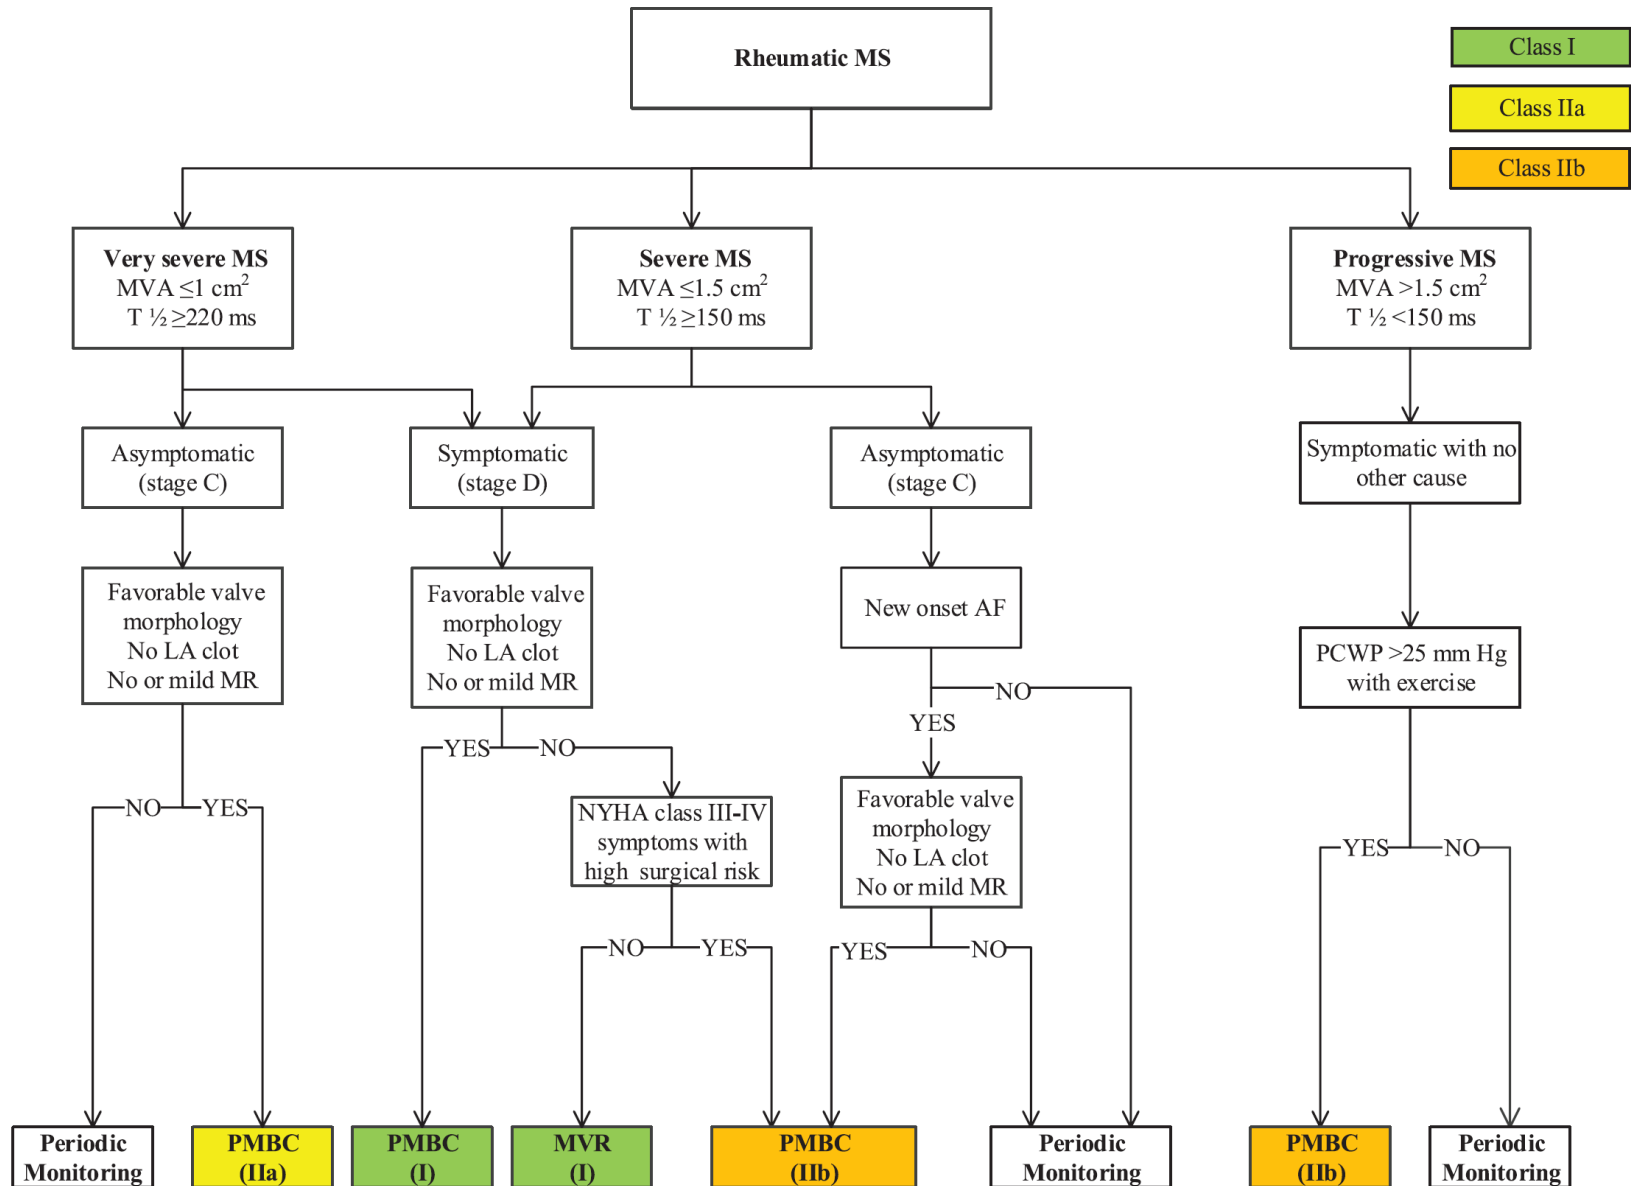 Rheumatic MS
Class I
Class IIa
Class IIb
Very severe MS
MVA ≤1 cm²
T ½ ≥220 ms
Severe MS
MVA ≤1.5 cm²
T ½ ≥150 ms
Progressive MS
MVA >1.5 cm²
T ½ <150 ms
Asymptomatic
(stage C)
Symptomatic
(stage D)
Asymptomatic
(stage C)
Symptomatic with no
other cause
Favorable valve
morphology
No LA clot
No or mild MR
Favorable valve
morphology
No LA clot
No or mild MR
New onset AF
PCWP >25 mm Hg
with exercise
NO
YES
YES
NO
NYHA class III-IV
symptoms with
high surgical risk
Favorable valve
morphology
No LA clot
No or mild MR
NO
YES
YES
NO
NO
YES
YES
NO
Periodic
Monitoring
PMBC
(IIa)
PMBC
(I)
MVR
(I)
PMBC
(IIb)
Periodic
Monitoring
PMBC
(IIb)
Periodic
Monitoring